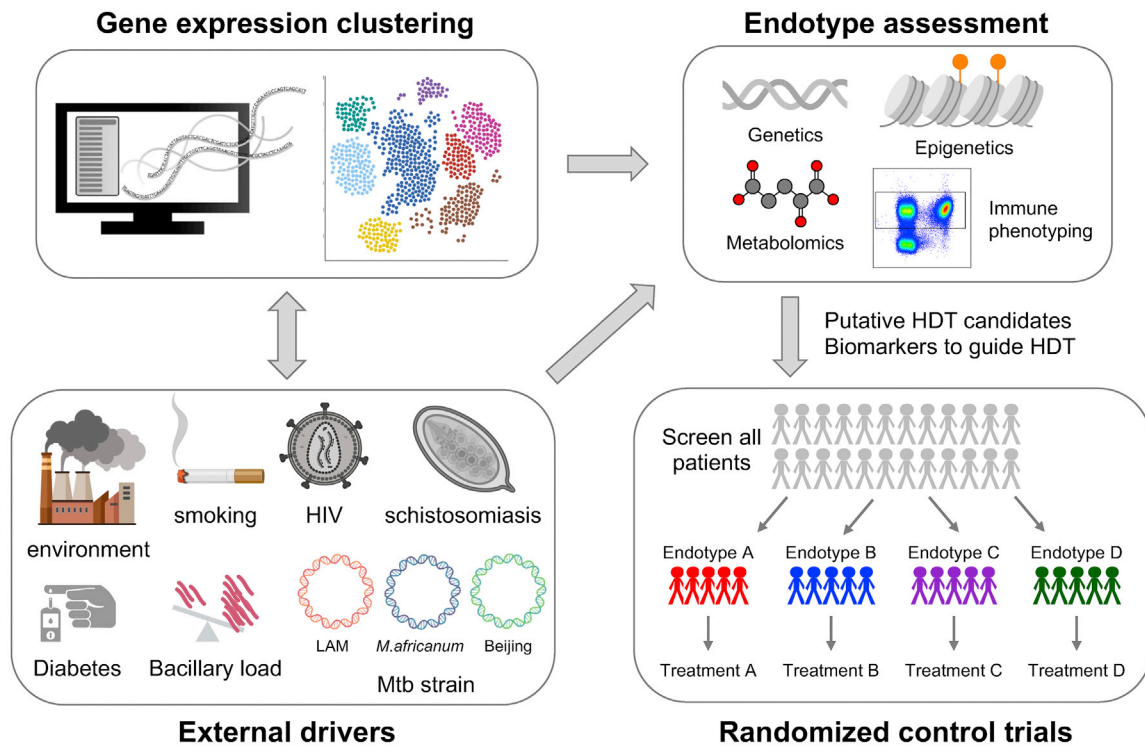 Gene expression clustering
Endotype assessment
Genetics
Epigenetics
Metabolomics
Immune
phenotyping
Putative HDT candidates
Biomarkers to guide HDT
environment
smoking
HIV
schistosomiasis
Diabetes
Bacillary load
LAM
M.africanum
Beijing
Mtb strain
External drivers
Screen all
patients
Endotype A
Endotype B
Endotype C
Endotype D
Treatment A
Treatment B
Treatment C
Treatment D
Randomized control trials